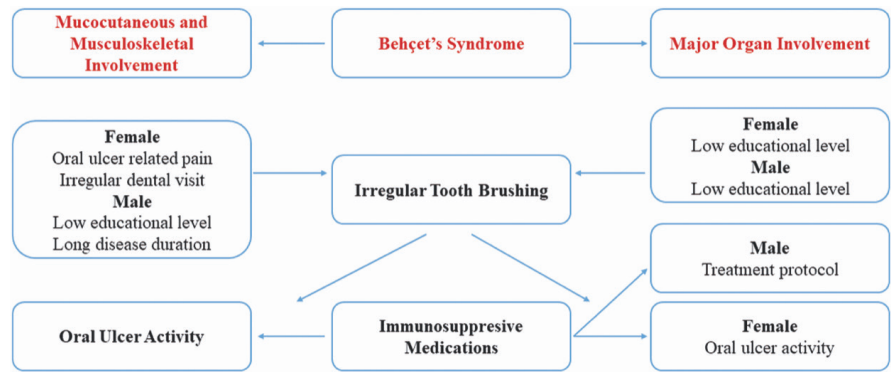 Mucocutaneous and
Musculoskeletal
Involvement
Behçet's Syndrome
Major Organ Involvement
Female
Oral ulcer related pain
Irregular dental visit
Male
Low educational level
Long disease duration
Irregular Tooth Brushing
Female
Low educational level
Male
Low educational level
Male
Treatment protocol
Oral Ulcer Activity
Immunosuppresive
Medications
Female
Oral ulcer activity